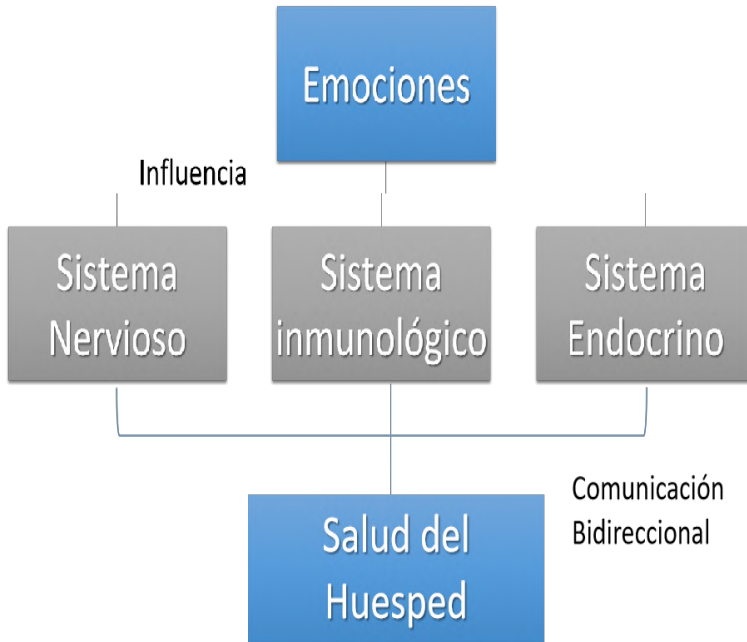 Emociones
Influencia
Sistema
Nervioso
Sistema
inmunológico
Sistema
Endocrino
Comunicación
Bidireccional
Salud del
Huesped